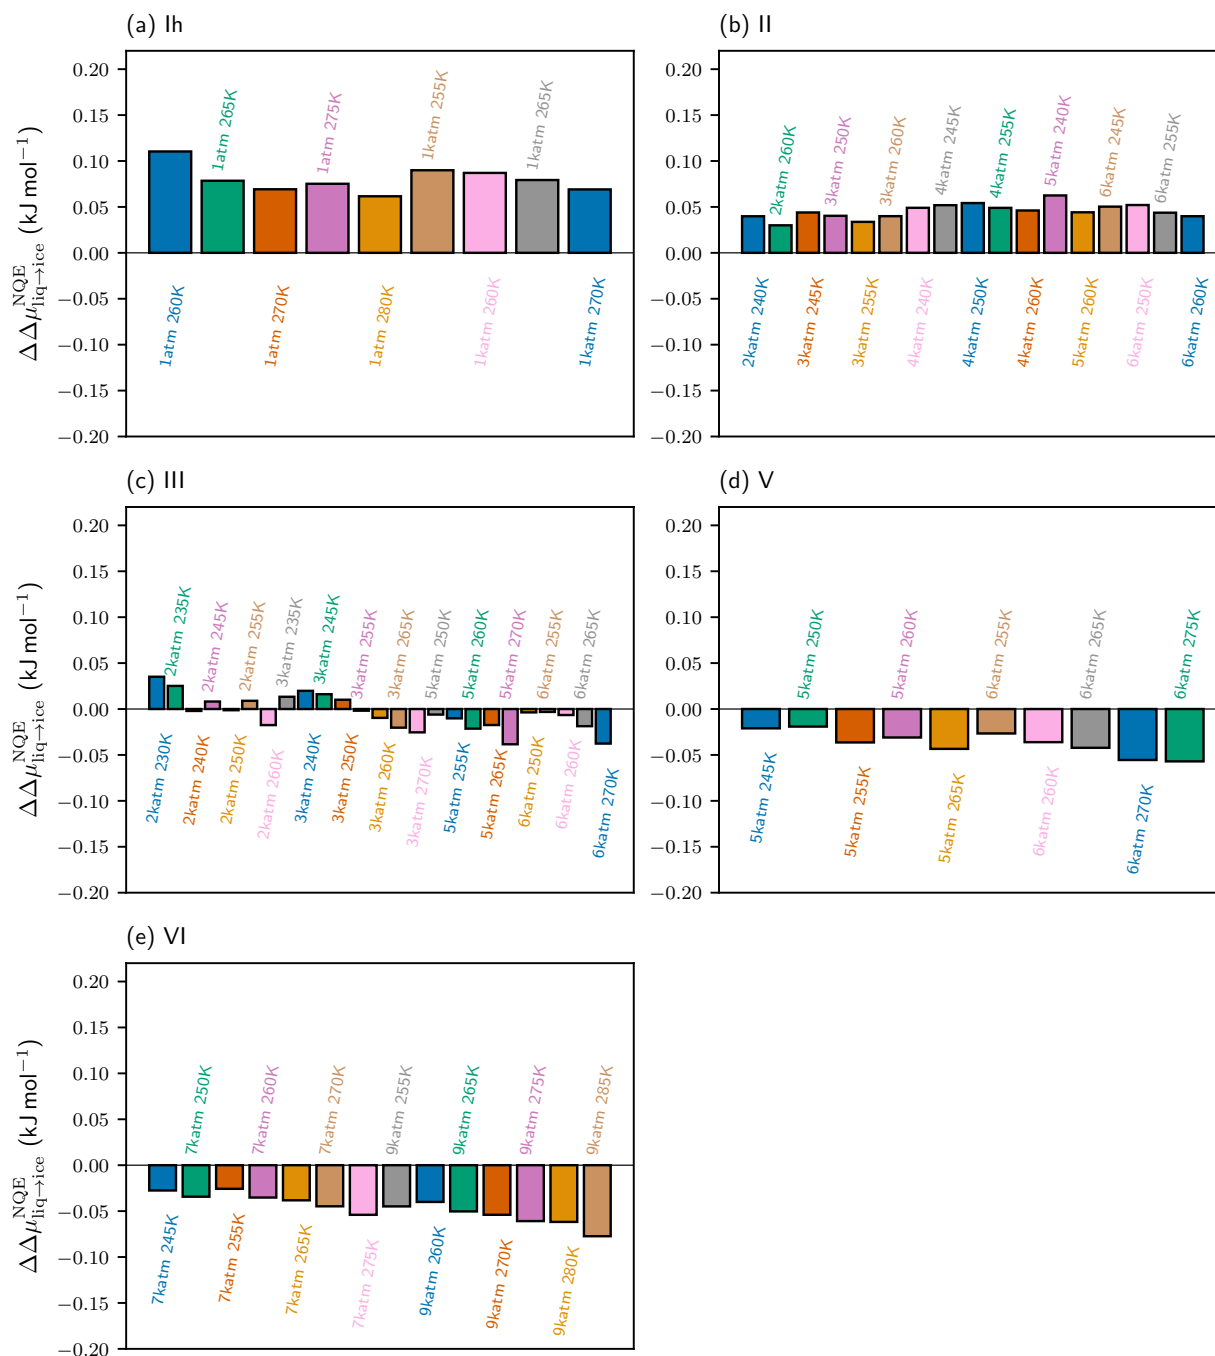 (a) Ih
ΔΔμ^NQE_liq→ice (kJ mol⁻¹)
0.20
0.15
0.10
0.05
0.00
−0.05
−0.10
−0.15
−0.20
1atm 260K
1atm 265K
1atm 270K
1atm 275K
1atm 280K
1katm 255K
1katm 260K
1katm 265K
1katm 270K
(b) II
0.20
0.15
0.10
0.05
0.00
−0.05
−0.10
−0.15
−0.20
2katm 240K
2katm 260K
3katm 245K
3katm 250K
3katm 255K
3katm 260K
4katm 240K
4katm 245K
4katm 250K
4katm 255K
4katm 260K
5katm 240K
5katm 260K
6katm 245K
6katm 250K
6katm 255K
6katm 260K
(c) III
ΔΔμ^NQE_liq→ice (kJ mol⁻¹)
0.20
0.15
0.10
0.05
0.00
−0.05
−0.10
−0.15
−0.20
2katm 230K
2katm 235K
2katm 240K
2katm 245K
2katm 250K
2katm 255K
2katm 260K
3katm 235K
3katm 240K
3katm 245K
3katm 250K
3katm 255K
3katm 260K
3katm 265K
3katm 270K
5katm 250K
5katm 255K
5katm 260K
5katm 265K
5katm 270K
6katm 250K
6katm 255K
6katm 260K
6katm 265K
6katm 270K
(d) V
0.20
0.15
0.10
0.05
0.00
−0.05
−0.10
−0.15
−0.20
5katm 245K
5katm 250K
5katm 255K
5katm 260K
5katm 265K
6katm 255K
6katm 260K
6katm 265K
6katm 270K
6katm 275K
(e) VI
ΔΔμ^NQE_liq→ice (kJ mol⁻¹)
0.20
0.15
0.10
0.05
0.00
−0.05
−0.10
−0.15
−0.20
7katm 245K
7katm 250K
7katm 255K
7katm 260K
7katm 265K
7katm 270K
7katm 275K
9katm 255K
9katm 260K
9katm 265K
9katm 270K
9katm 275K
9katm 280K
9katm 285K